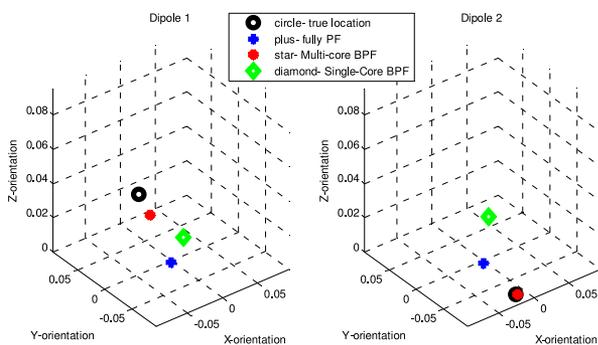 Dipole 1
Dipole 2
circle- true location
plus- fully PF
star- Multi-core BPF
diamond- Single-Core BPF
0.08
0.06
0.04
0.02
0
Z-orientation
0.05
0
-0.05
Y-orientation
-0.05
0
0.05
X-orientation
0.08
0.06
0.04
0.02
0
Z-orientation
0.05
0
-0.05
Y-orientation
-0.05
0
0.05
X-orientation